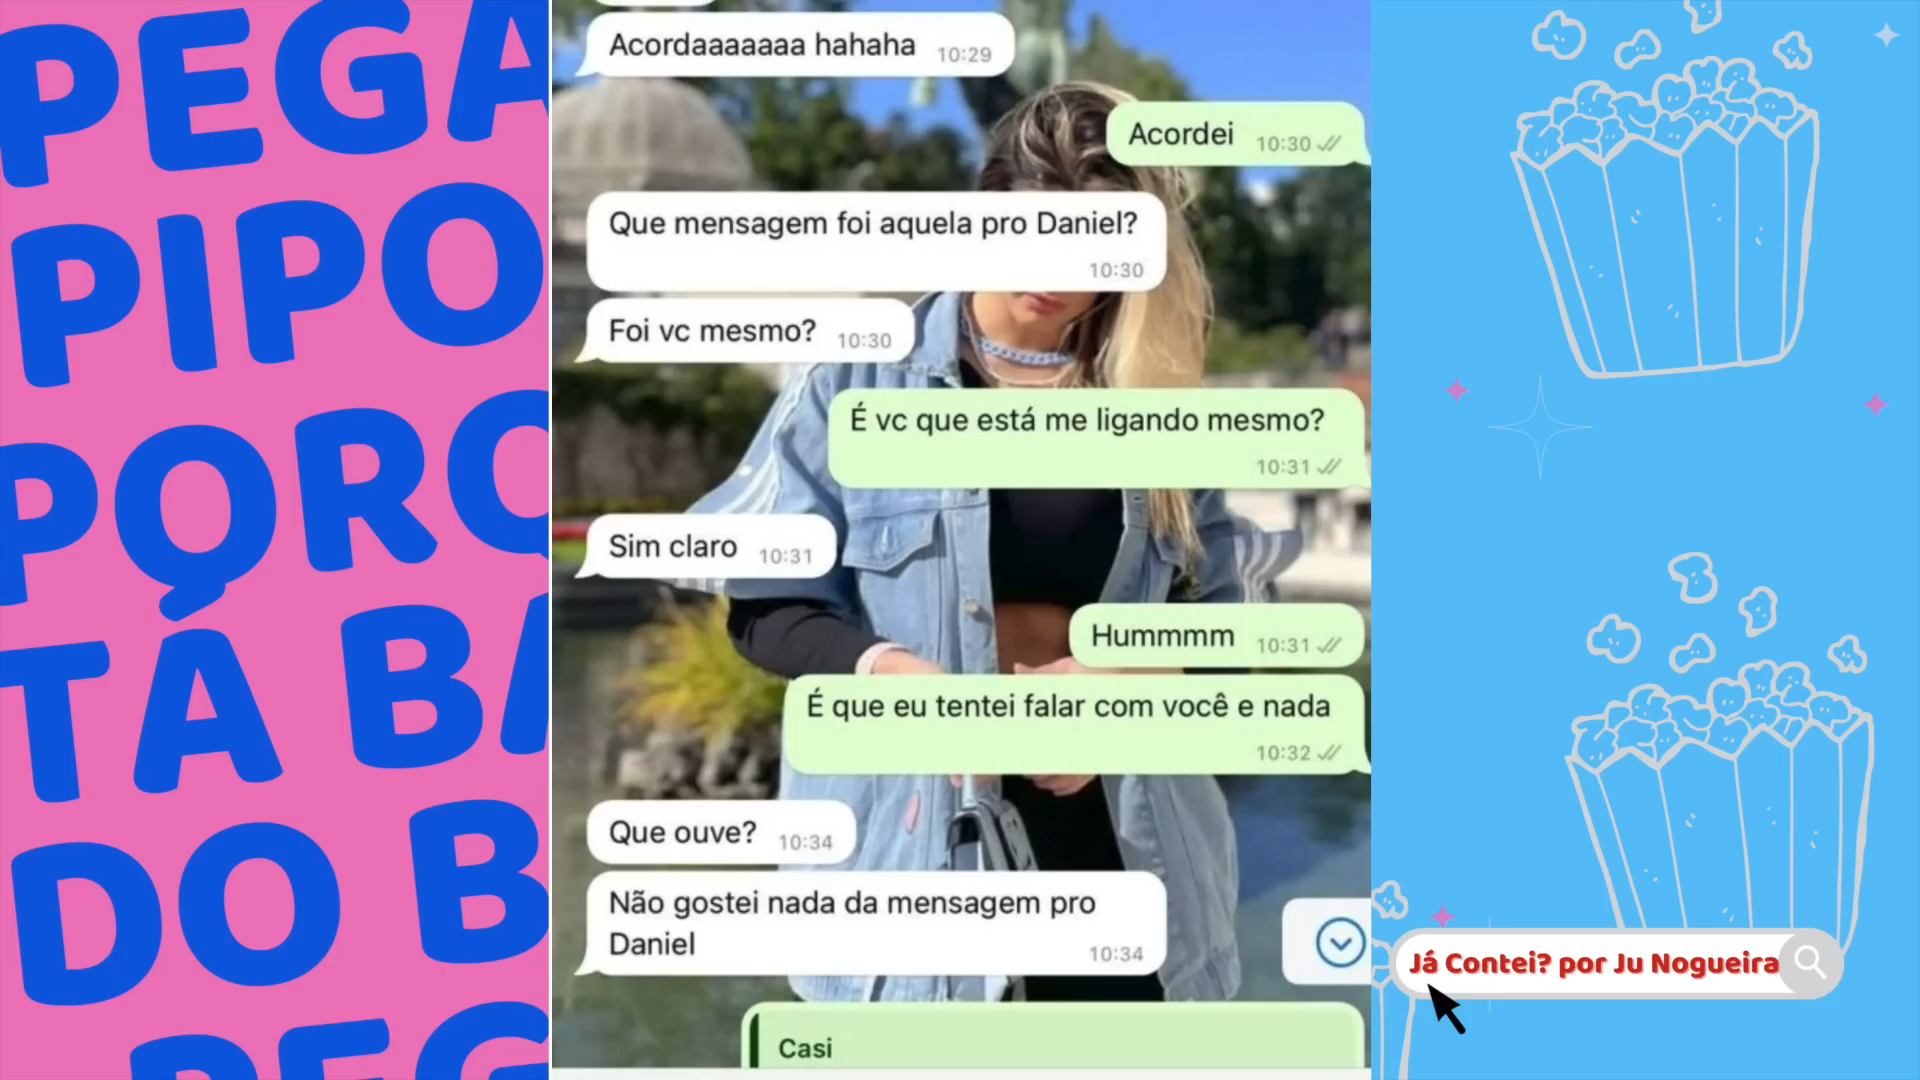 PEGA
PIPO
PQRQ
TÁ BA
DO B
PEG
Acordaaaaaaa hahaha 10:29
Acordei 10:30
Que mensagem foi aquela pro Daniel?
10:30
Foi vc mesmo? 10:30
É vc que está me ligando mesmo?
10:31
Sim claro 10:31
Hummmm 10:31
É que eu tentei falar com você e nada
10:32
Que ouve? 10:34
Não gostei nada da mensagem pro
Daniel 10:34
Casi
Já Contei? por Ju Nogueira